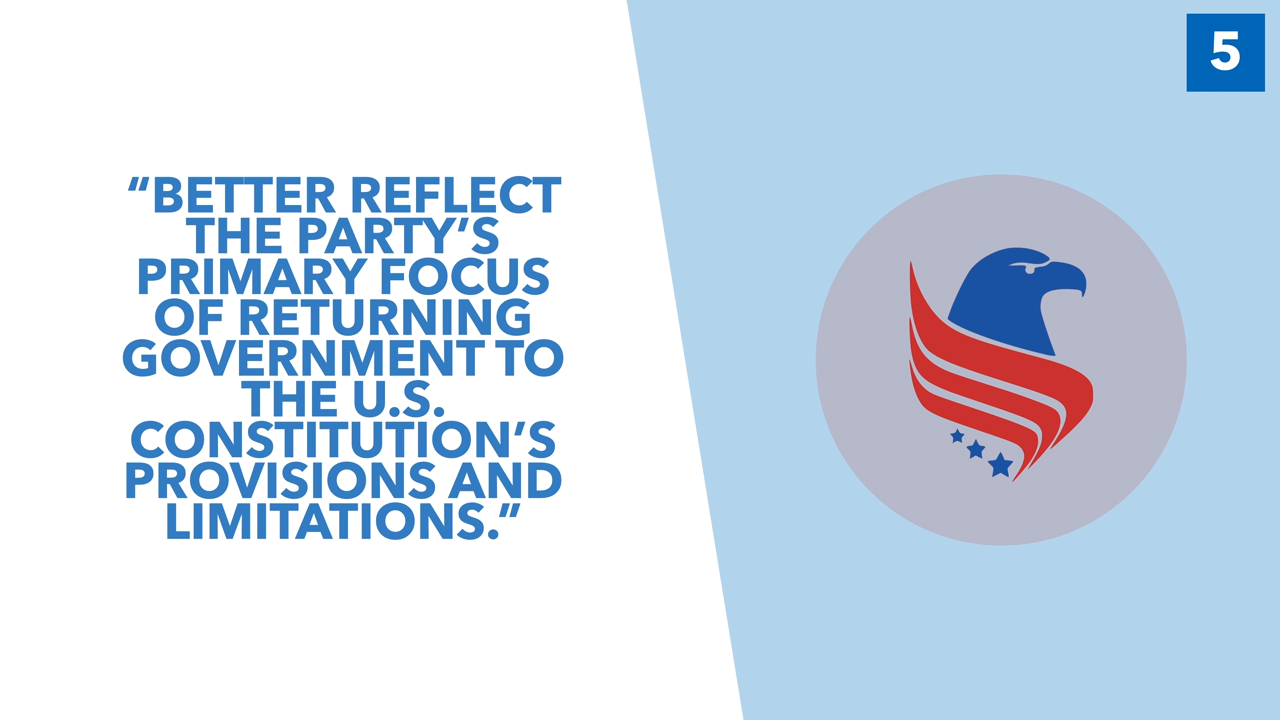 “BETTER REFLECT
THE PARTY’S
PRIMARY FOCUS
OF RETURNING
GOVERNMENT TO
THE U.S.
CONSTITUTION’S
PROVISIONS AND
LIMITATIONS.”
5